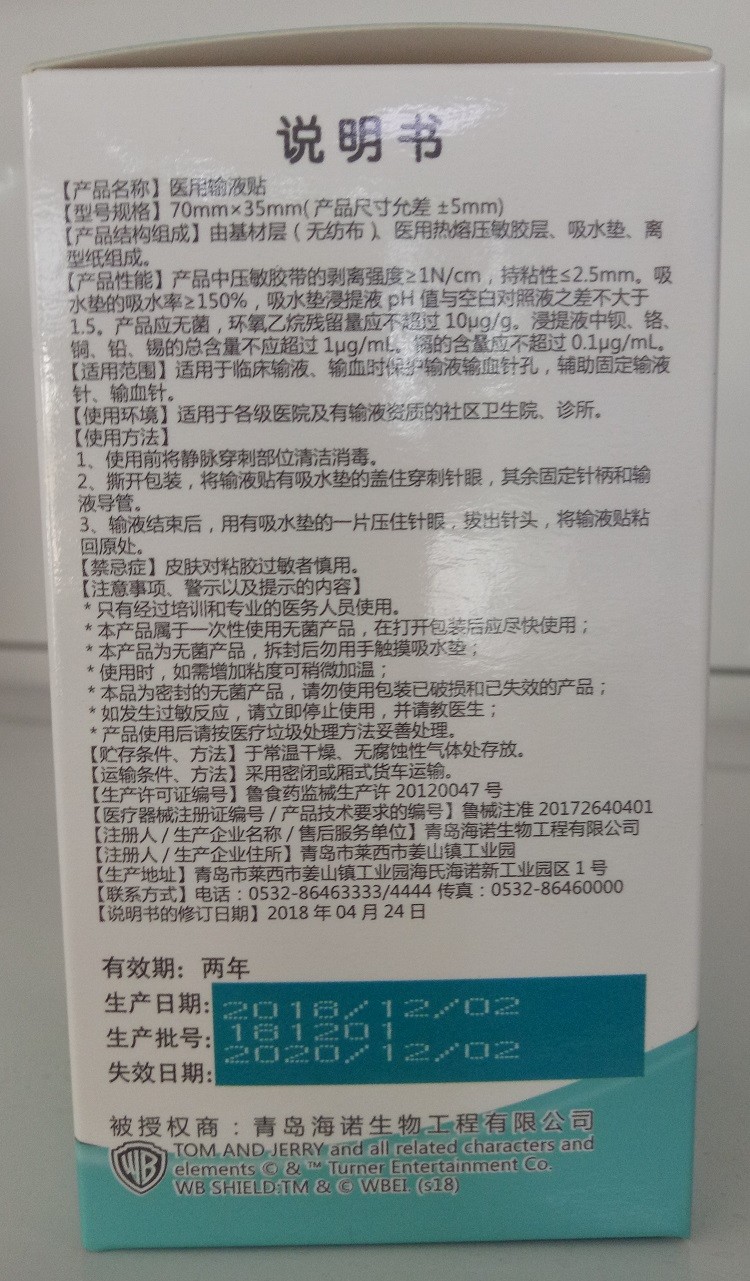 说明书
【产品名称】医用输液贴
【型号规格】70mm×35mm(产品尺寸允差 ±5mm)
【产品结构组成】由基材层（无纺布）、医用热熔压敏胶层、吸水垫、离
型纸组成。
【产品性能】产品中压敏胶带的剥离强度≥1N/cm，持粘性≤2.5mm。吸
水垫的吸水率≥150%，吸水垫浸提液 pH 值与空白对照液之差不大于
1.5。产品应无菌，环氧乙烷残留量应不超过 10μg/g。浸提液中钡、铬、
铜、铅、锡的总含量不应超过 1μg/mL。镉的含量应不超过 0.1μg/mL。
【适用范围】适用于临床输液、输血时保护输液输血针孔，辅助固定输液
针、输血针。
【使用环境】适用于各级医院及有输液资质的社区卫生院、诊所。
【使用方法】
1、使用前将静脉穿刺部位清洁消毒。
2、撕开包装，将输液贴有吸水垫的盖住穿刺针眼，其余固定针柄和输
液导管。
3、输液结束后，用有吸水垫的一片压住针眼，拔出针头，将输液贴粘
回原处。
【禁忌症】皮肤对粘胶过敏者慎用。
【注意事项、警示以及提示的内容】
* 只有经过培训和专业的医务人员使用。
* 本产品属于一次性使用无菌产品，在打开包装后应尽快使用；
* 本产品为无菌产品，拆封后勿用手触摸吸水垫；
* 使用时，如需增加粘度可稍微加温；
* 本品为密封的无菌产品，请勿使用包装已破损和已失效的产品；
* 如发生过敏反应，请立即停止使用，并请教医生；
* 产品使用后请按医疗垃圾处理方法妥善处理。
【贮存条件、方法】于常温干燥、无腐蚀性气体处存放。
【运输条件、方法】采用密闭或厢式货车运输。
【生产许可证编号】鲁食药监械生产许 20120047 号
【医疗器械注册证编号 / 产品技术要求的编号】鲁械注准 20172640401
【注册人 / 生产企业名称 / 售后服务单位】青岛海诺生物工程有限公司
【注册人 / 生产企业住所】青岛市莱西市姜山镇工业园
【生产地址】青岛市莱西市姜山镇工业园海氏海诺新工业园区 1 号
【联系方式】电话：0532-86463333/4444 传真：0532-86460000
【说明书的修订日期】2018 年 04 月 24 日
有效期：两年
生产日期: 2018/12/02
生产批号: 181201
失效日期: 2020/12/02
被授权商：青岛海诺生物工程有限公司
WB
TOM AND JERRY and all related characters and
elements © & ™ Turner Entertainment Co.
WB SHIELD:TM & © WBEI. (s18)